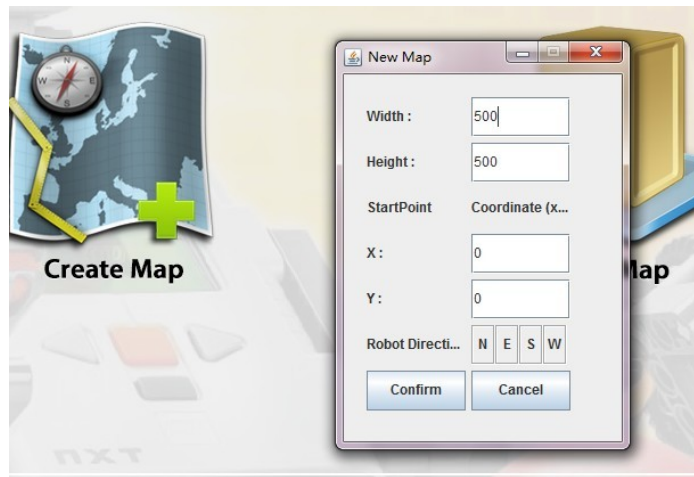 N
W
E
S
Create Map
New Map
Width :
500
Height :
500
StartPoint
Coordinate (x...
X :
0
Y :
0
Robot Directi...
N E S W
Confirm
Cancel
Map
NXT